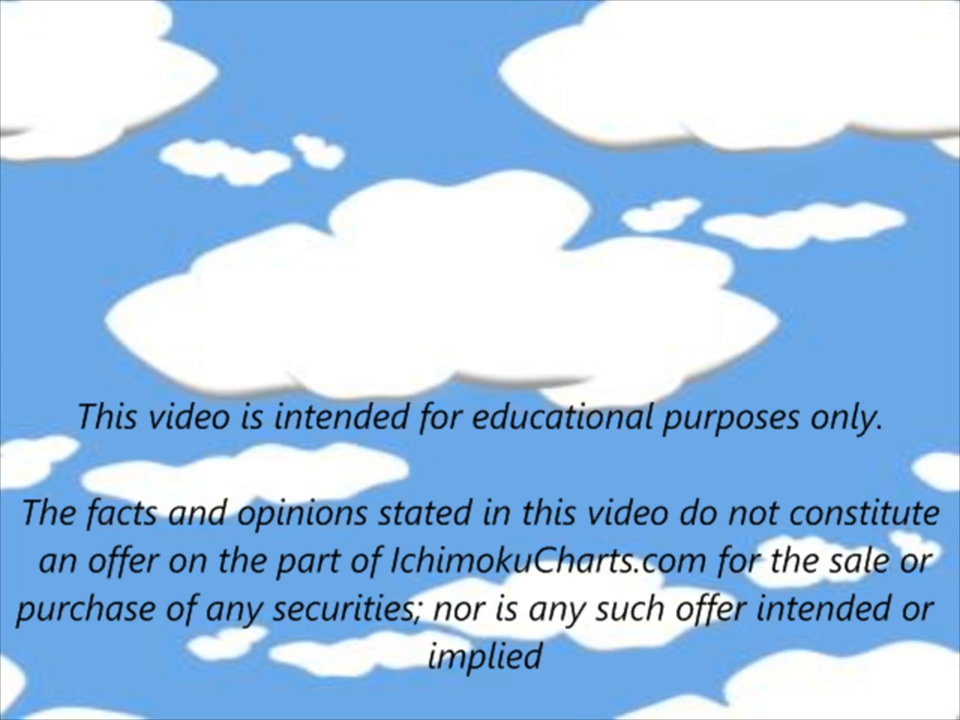 This video is intended for educational purposes only.
The facts and opinions stated in this video do not constitute
an offer on the part of IchimokuCharts.com for the sale or
purchase of any securities; nor is any such offer intended or
implied